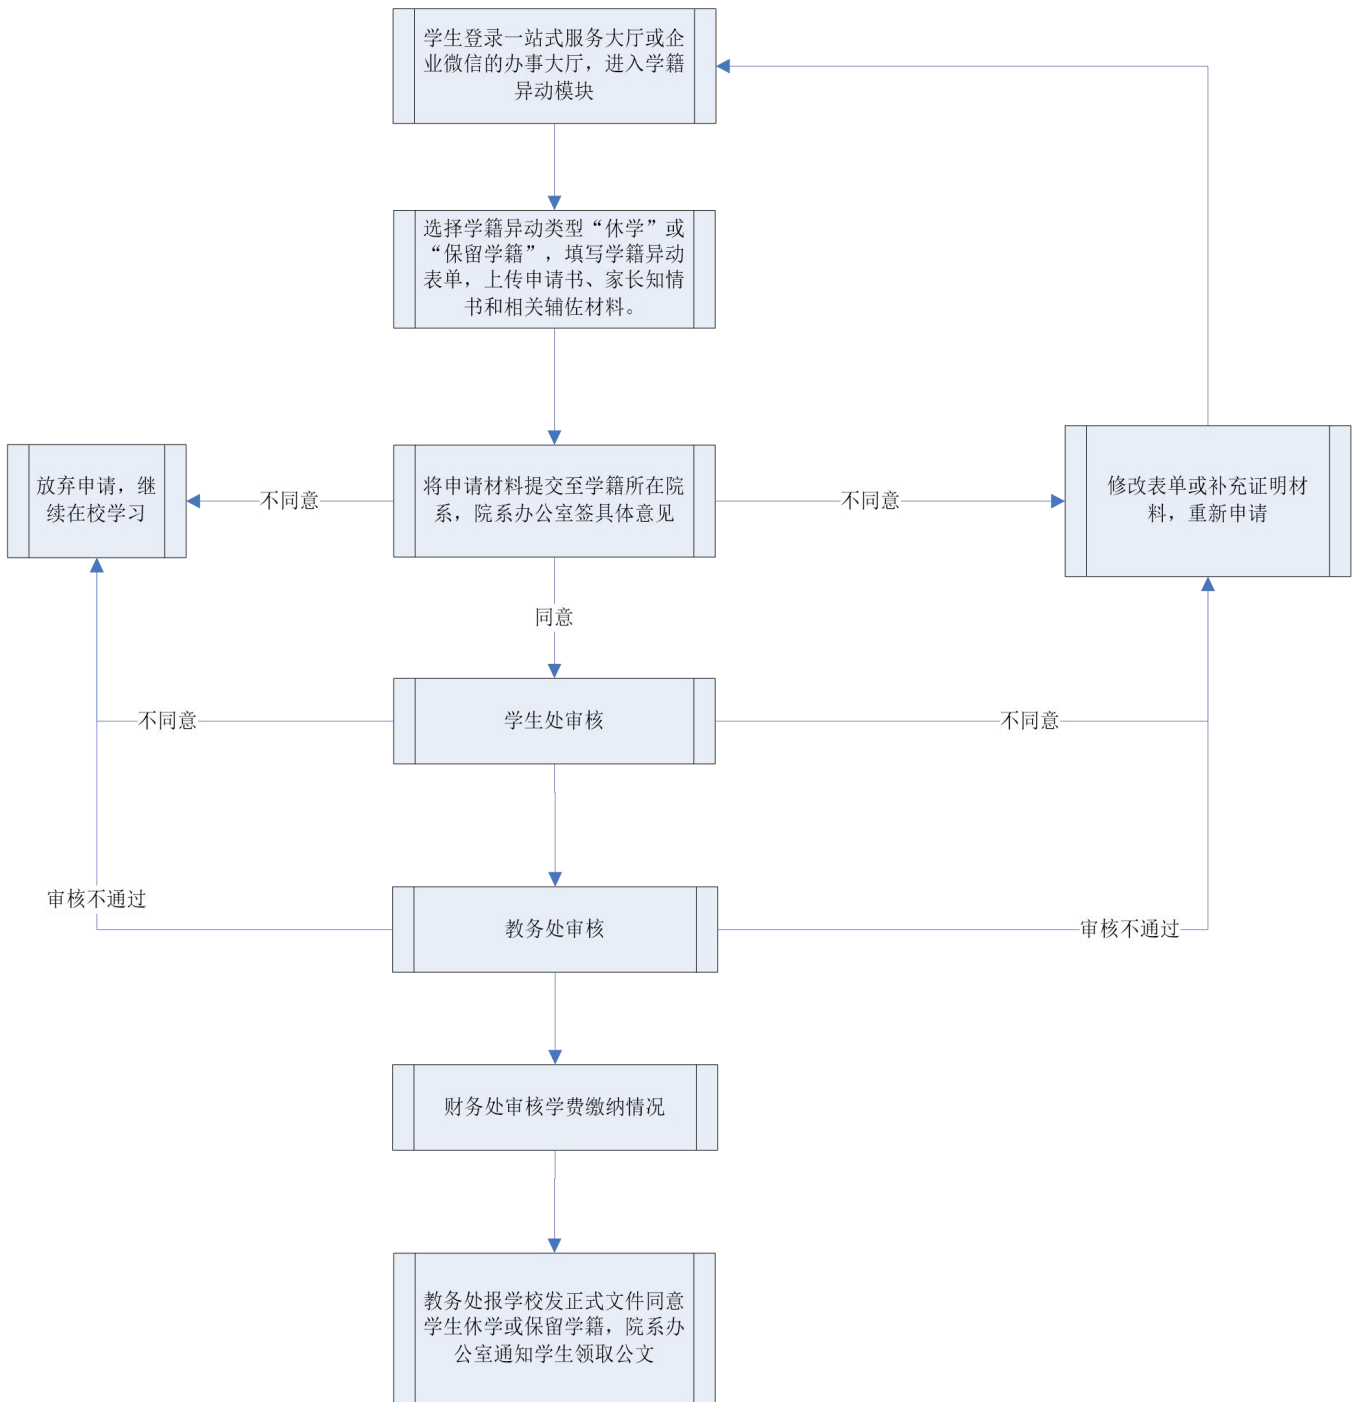 学生登录一站式服务大厅或企
业微信的办事大厅，进入学籍
异动模块
选择学籍异动类型“休学”或
“保留学籍”，填写学籍异动
表单，上传申请书、家长知情
书和相关辅佐材料。
放弃申请，继
续在校学习
不同意
将申请材料提交至学籍所在院
系，院系办公室签具体意见
不同意
修改表单或补充证明材
料，重新申请
同意
不同意
学生处审核
不同意
审核不通过
教务处审核
审核不通过
财务处审核学费缴纳情况
教务处报学校发正式文件同意
学生休学或保留学籍，院系办
公室通知学生领取公文